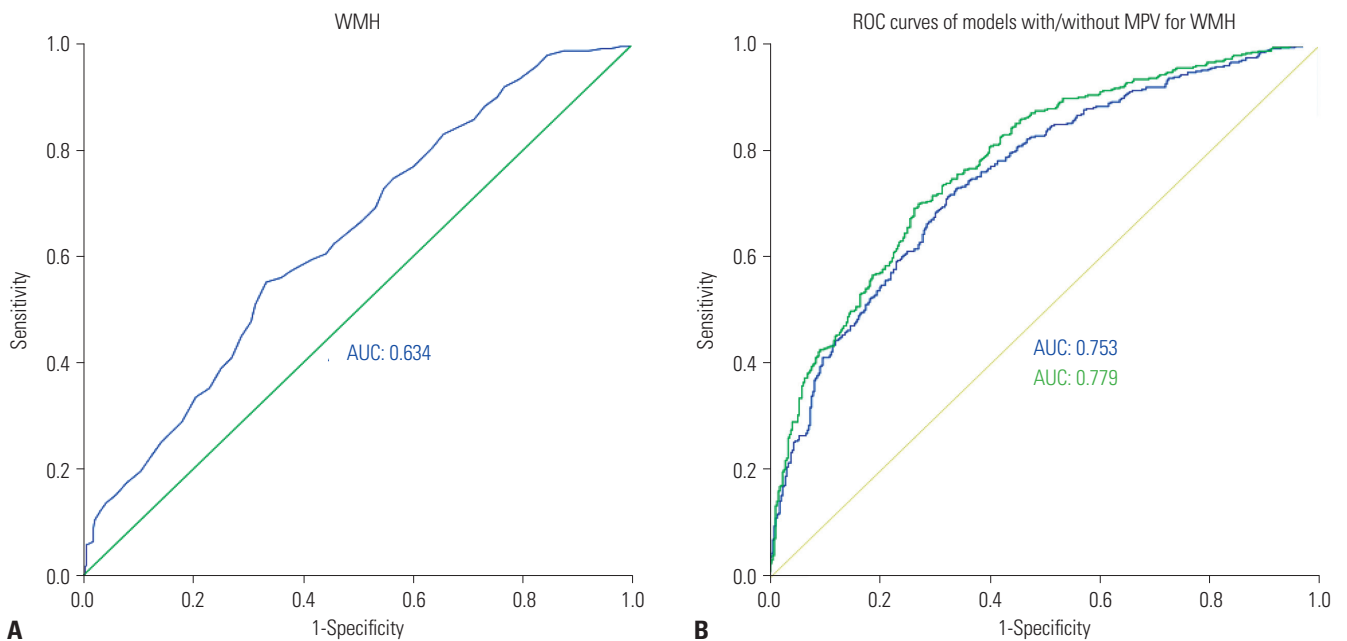 WMH
1.0
0.8
0.6
0.4
0.2
0.0
Sensitivity
AUC: 0.634
0.0 0.2 0.4 0.6 0.8 1.0
1-Specificity
A
ROC curves of models with/without MPV for WMH
1.0
0.8
0.6
0.4
0.2
0.0
Sensitivity
AUC: 0.753
AUC: 0.779
0.0 0.2 0.4 0.6 0.8 1.0
1-Specificity
B